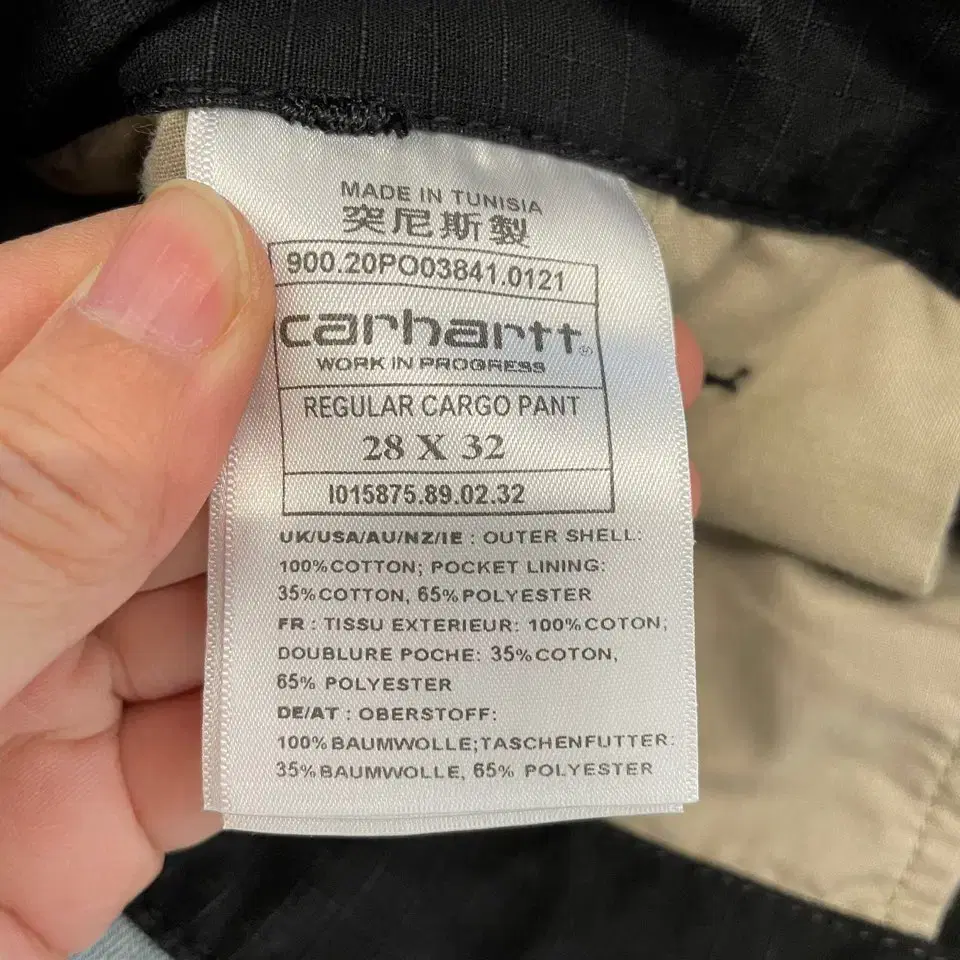 MADE IN TUNISIA
突尼斯製
900.20PO03841.0121
carhartt®
WORK IN PROGRESS
REGULAR CARGO PANT
28 X 32
I015875.89.02.32
UK/USA/AU/NZ/IE : OUTER SHELL:
100%COTTON; POCKET LINING:
35%COTTON, 65%POLYESTER
FR : TISSU EXTERIEUR: 100%COTON;
DOUBLURE POCHE: 35%COTON,
65% POLYESTER
DE/AT : OBERSTOFF:
100%BAUMWOLLE;TASCHENFUTTER:
35%BAUMWOLLE, 65% POLYESTER